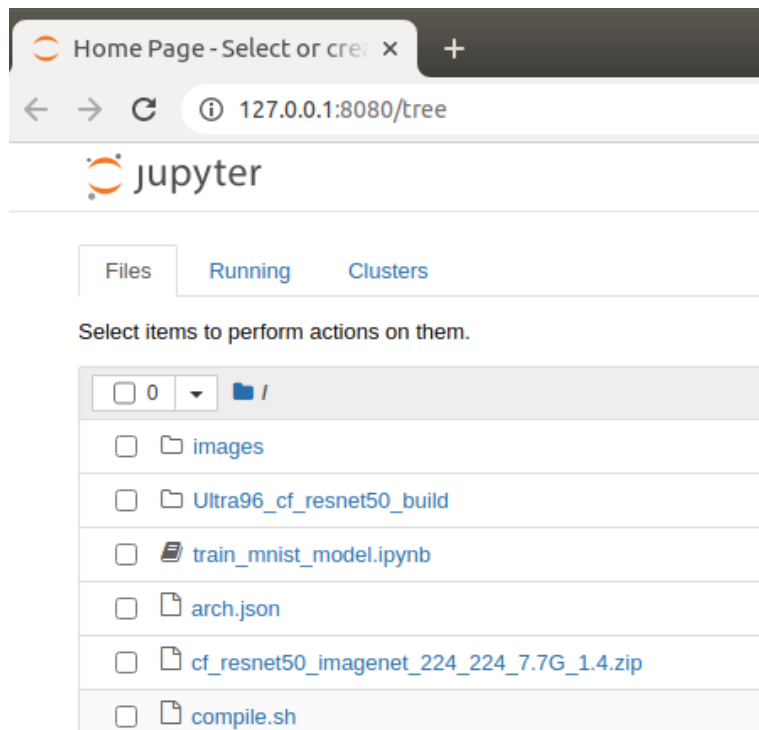 Home Page - Select or crea
127.0.0.1:8080/tree
jupyter
Files Running Clusters
Select items to perform actions on them.
0 /
images
Ultra96_cf_resnet50_build
train_mnist_model.ipynb
arch.json
cf_resnet50_imagenet_224_224_7.7G_1.4.zip
compile.sh